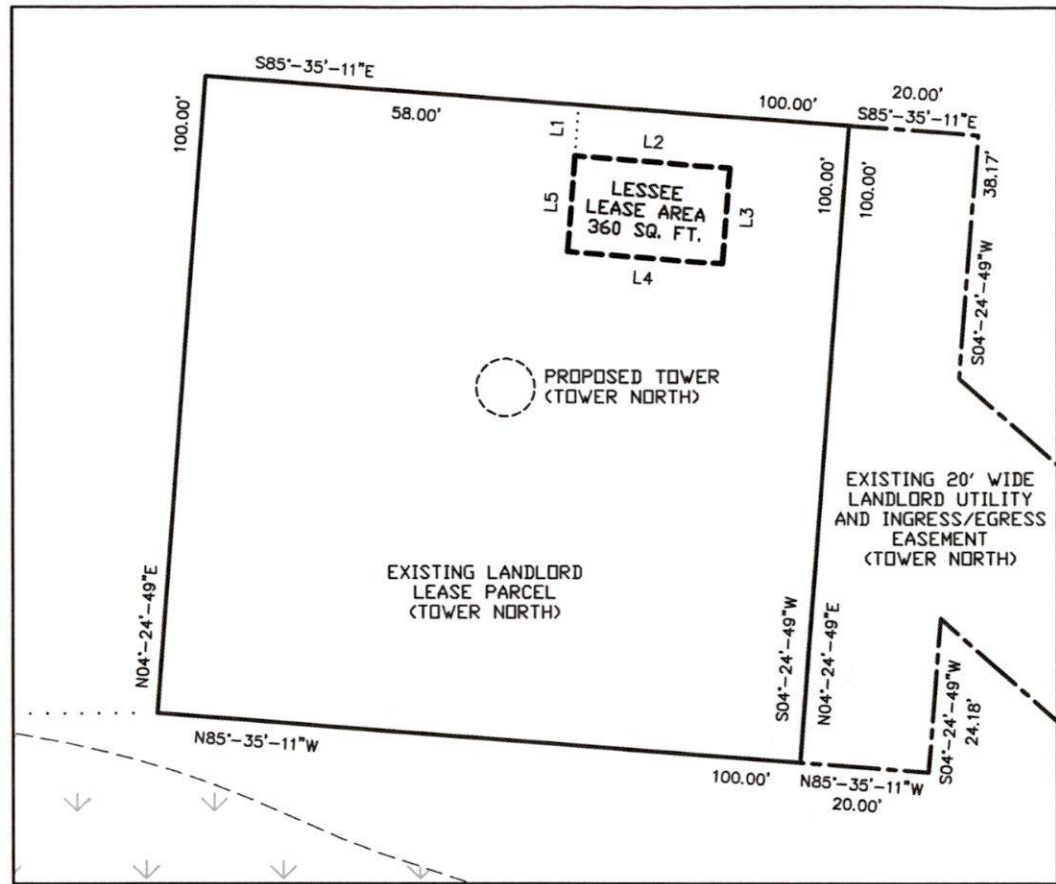 S85°-35'-11"E
100.00'
58.00'
100.00'
20.00'
S85°-35'-11"E
L1
L2
L3
L4
L5
LESSEE
LEASE AREA
360 SQ. FT.
100.00'
100.00'
38.17'
S04°-24'-49"W
PROPOSED TOWER
(TOWER NORTH)
EXISTING 20' WIDE
LANDLORD UTILITY
AND INGRESS/EGRESS
EASEMENT
(TOWER NORTH)
EXISTING LANDLORD
LEASE PARCEL
(TOWER NORTH)
N04°-24'-49"E
S04°-24'-49"W
N04°-24'-49"E
S04°-24'-49"W
24.18'
N85°-35'-11"W
100.00'
N85°-35'-11"W
20.00'